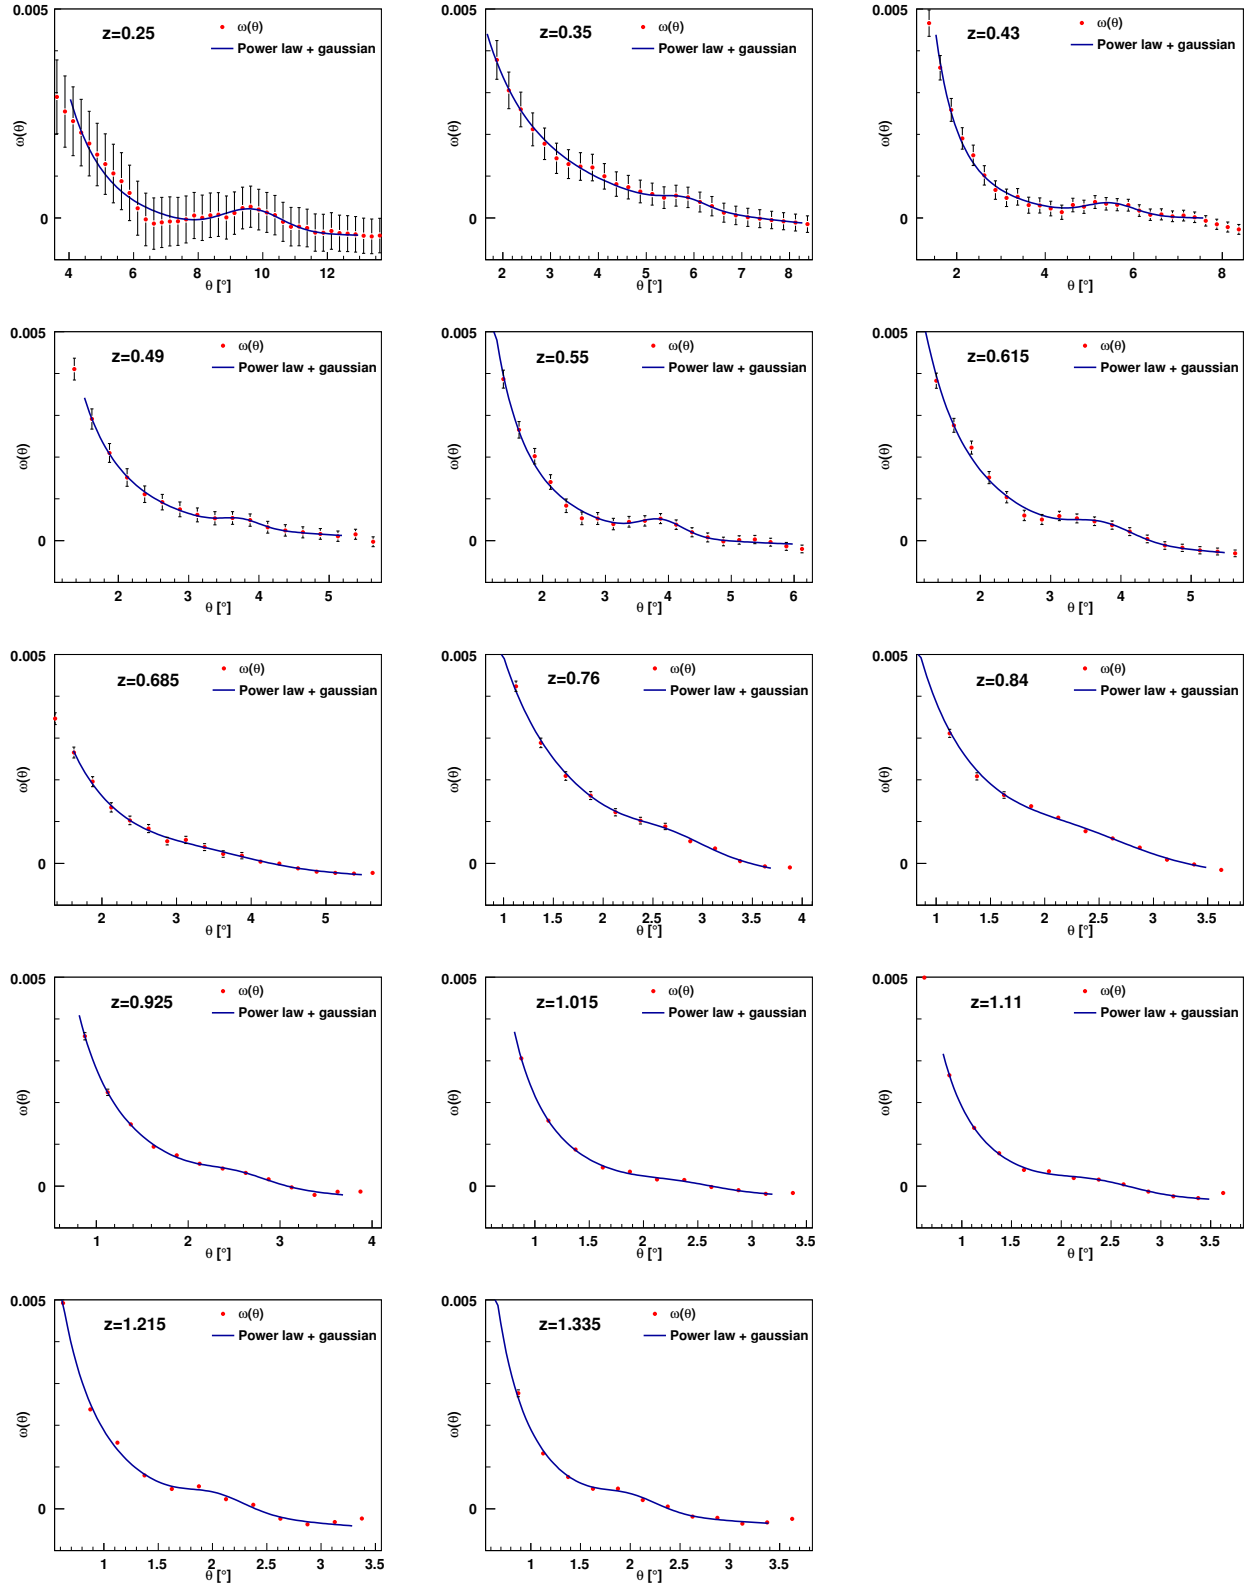 0.005
z=0.25
ω(θ)
Power law + gaussian
ω(θ)
0
4 6 8 10 12
θ [°]
0.005
z=0.35
ω(θ)
Power law + gaussian
ω(θ)
0
2 3 4 5 6 7 8
θ [°]
0.005
z=0.43
ω(θ)
Power law + gaussian
ω(θ)
0
2 4 6 8
θ [°]
0.005
z=0.49
ω(θ)
Power law + gaussian
ω(θ)
0
2 3 4 5
θ [°]
0.005
z=0.55
ω(θ)
Power law + gaussian
ω(θ)
0
2 3 4 5 6
θ [°]
0.005
z=0.615
ω(θ)
Power law + gaussian
ω(θ)
0
2 3 4 5
θ [°]
0.005
z=0.685
ω(θ)
Power law + gaussian
ω(θ)
0
2 3 4 5
θ [°]
0.005
z=0.76
ω(θ)
Power law + gaussian
ω(θ)
0
1 1.5 2 2.5 3 3.5 4
θ [°]
0.005
z=0.84
ω(θ)
Power law + gaussian
ω(θ)
0
1 1.5 2 2.5 3 3.5
θ [°]
0.005
z=0.925
ω(θ)
Power law + gaussian
ω(θ)
0
1 2 3 4
θ [°]
0.005
z=1.015
ω(θ)
Power law + gaussian
ω(θ)
0
1 1.5 2 2.5 3 3.5
θ [°]
0.005
z=1.11
ω(θ)
Power law + gaussian
ω(θ)
0
1 1.5 2 2.5 3 3.5
θ [°]
0.005
z=1.215
ω(θ)
Power law + gaussian
ω(θ)
0
1 1.5 2 2.5 3 3.5
θ [°]
0.005
z=1.335
ω(θ)
Power law + gaussian
ω(θ)
0
1 1.5 2 2.5 3 3.5
θ [°]